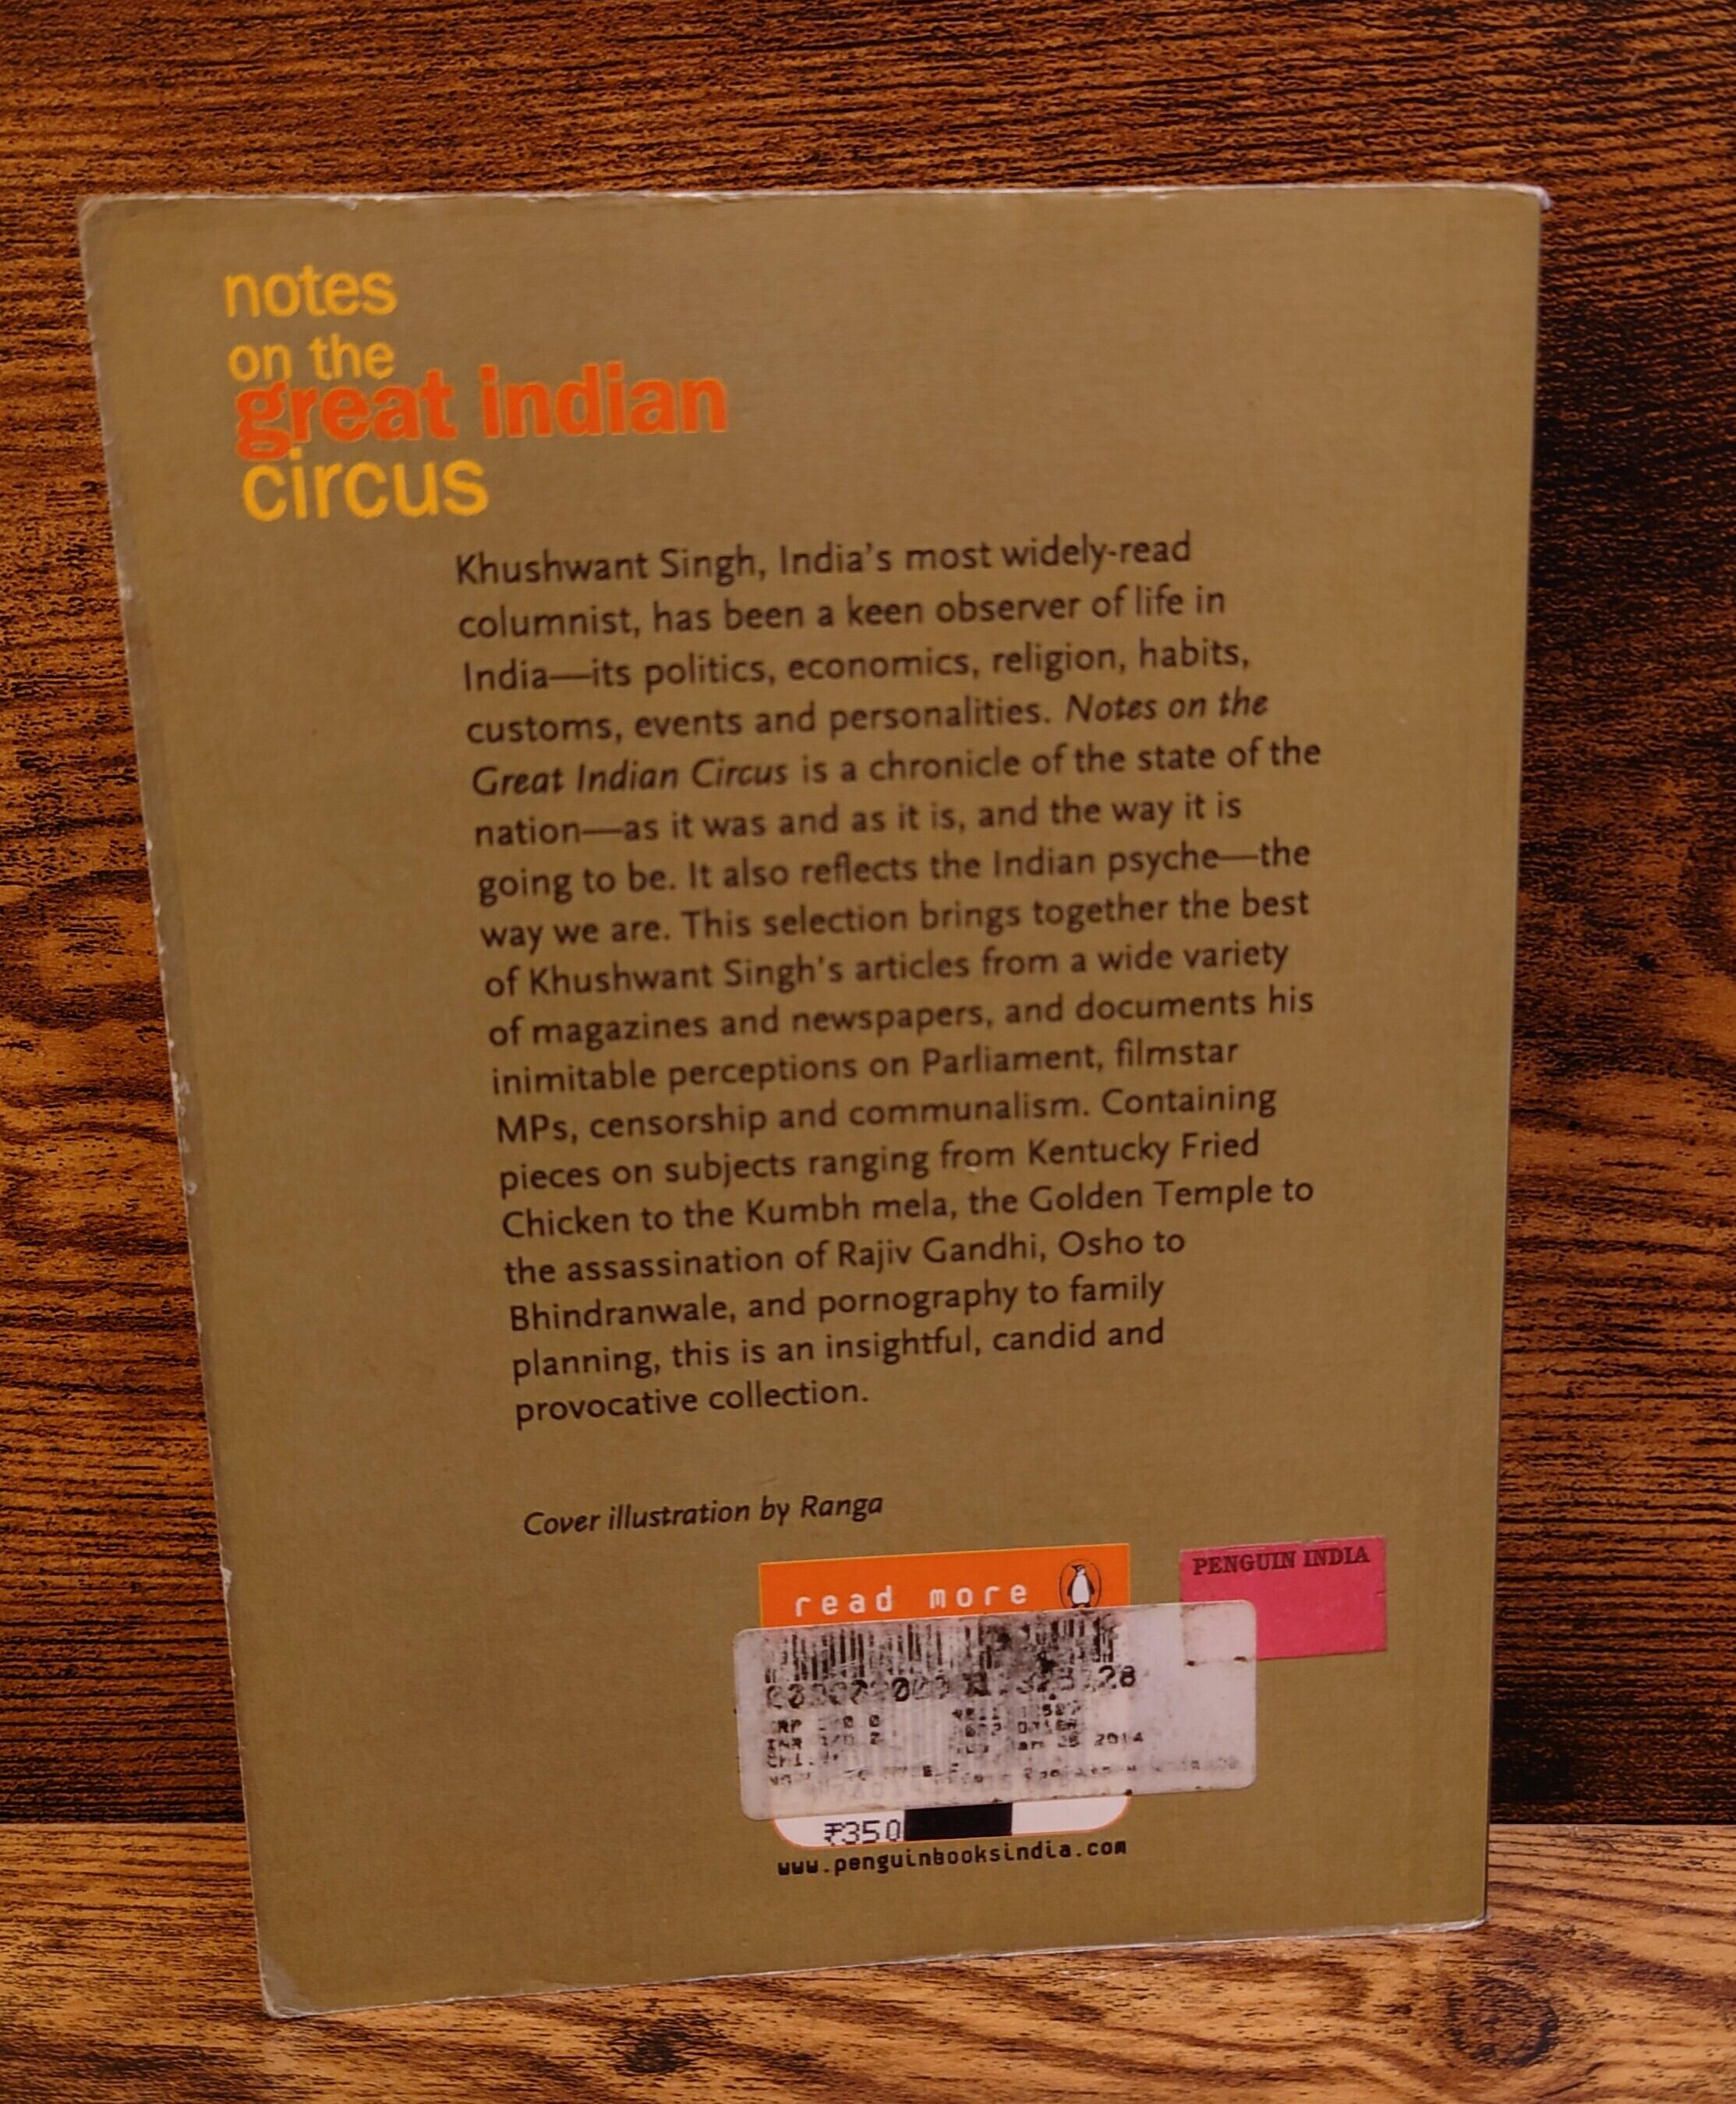 notes
on the
great indian
circus
Khushwant Singh, India's most widely-read
columnist, has been a keen observer of life in
India—its politics, economics, religion, habits,
customs, events and personalities. Notes on the
Great Indian Circus is a chronicle of the state of the
nation—as it was and as it is, and the way it is
going to be. It also reflects the Indian psyche—the
way we are. This selection brings together the best
of Khushwant Singh's articles from a wide variety
of magazines and newspapers, and documents his
inimitable perceptions on Parliament, filmstar
MPs, censorship and communalism. Containing
pieces on subjects ranging from Kentucky Fried
Chicken to the Kumbh mela, the Golden Temple to
the assassination of Rajiv Gandhi, Osho to
Bhindranwale, and pornography to family
planning, this is an insightful, candid and
provocative collection.
Cover illustration by Ranga
read more
PENGUIN INDIA
2014
₹350
www.penguinbooksindia.com